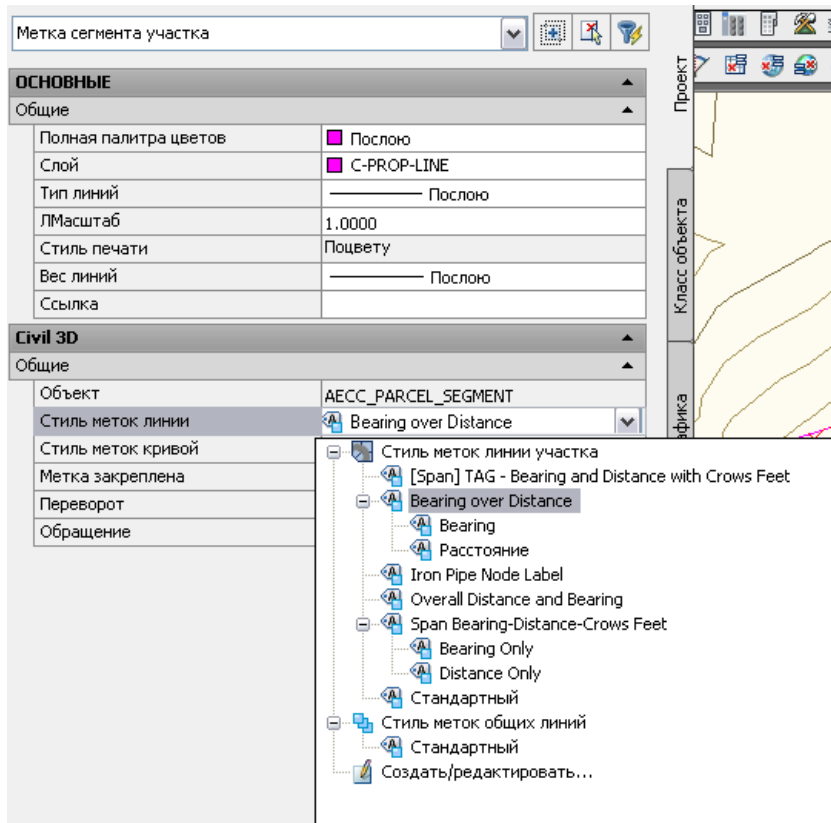 Метка сегмента участка
ОСНОВНЫЕ
Общие
Полная палитра цветов Послою
Слой C-PROP-LINE
Тип линий Послою
ЛМасштаб 1.0000
Стиль печати Поцвету
Вес линий Послою
Ссылка
Civil 3D
Общие
Объект AECC_PARCEL_SEGMENT
Стиль меток линии Bearing over Distance
Стиль меток кривой
Метка закреплена
Переворот
Обращение
Стиль меток линии участка
[Span] TAG - Bearing and Distance with Crows Feet
Bearing over Distance
Bearing
Расстояние
Iron Pipe Node Label
Overall Distance and Bearing
Span Bearing-Distance-Crows Feet
Bearing Only
Distance Only
Стандартный
Стиль меток общих линий
Стандартный
Создать/редактировать...
Проект
Класс объекта